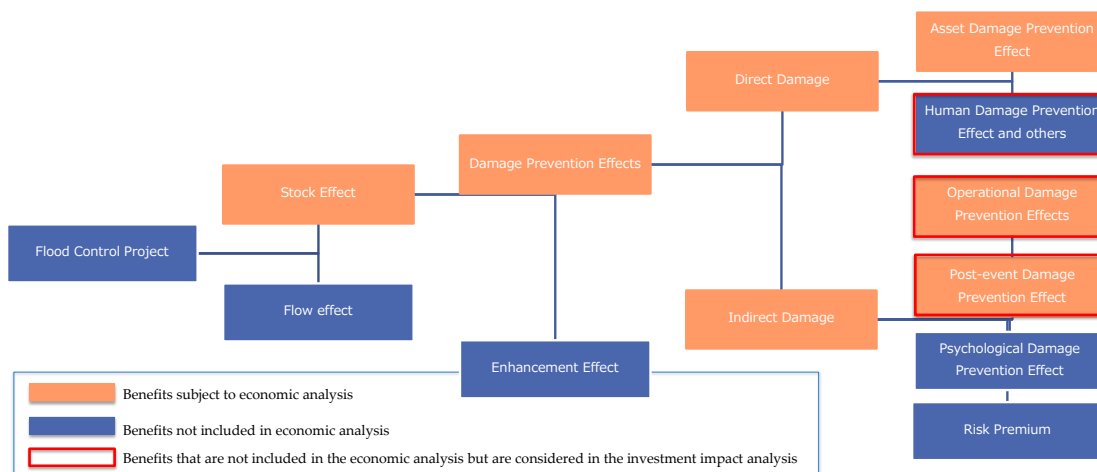 Asset Damage Prevention
Effect
Direct Damage
Human Damage Prevention
Effect and others
Damage Prevention Effects
Stock Effect
Operational Damage
Prevention Effects
Flood Control Project
Post-event Damage
Prevention Effect
Flow effect
Indirect Damage
Psychological Damage
Prevention Effect
Enhancement Effect
Risk Premium
Benefits subject to economic analysis
Benefits not included in economic analysis
Benefits that are not included in the economic analysis but are considered in the investment impact analysis